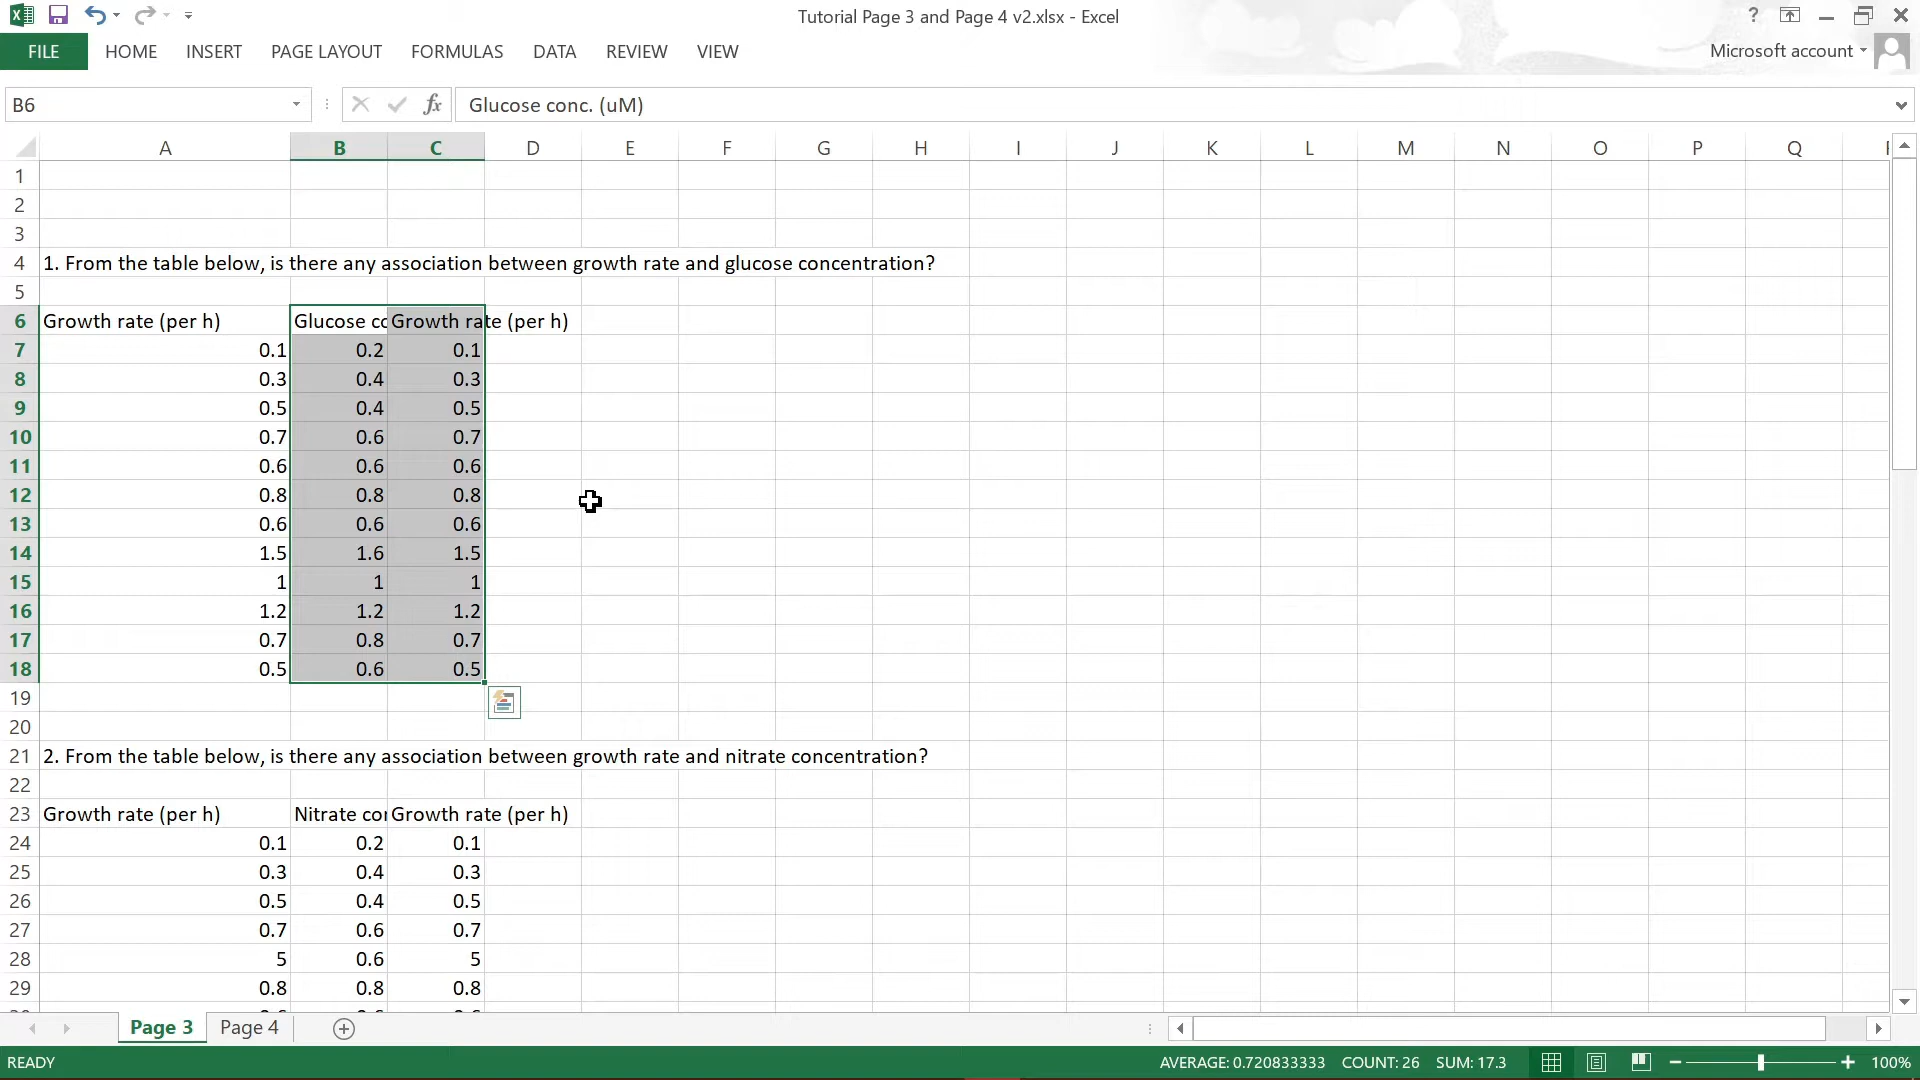 Tutorial Page 3 and Page 4 v2.xlsx - Excel
?
FILE HOME INSERT PAGE LAYOUT FORMULAS DATA REVIEW VIEW Microsoft account
B6 fx Glucose conc. (uM)
A B C D E F G H I J K L M N O P Q
1
2
3
4 1. From the table below, is there any association between growth rate and glucose concentration?
5
6 Growth rate (per h) Glucose co Growth rate (per h)
7 0.1 0.2 0.1
8 0.3 0.4 0.3
9 0.5 0.4 0.5
10 0.7 0.6 0.7
11 0.6 0.6 0.6
12 0.8 0.8 0.8
13 0.6 0.6 0.6
14 1.5 1.6 1.5
15 1 1 1
16 1.2 1.2 1.2
17 0.7 0.8 0.7
18 0.5 0.6 0.5
19
20
21 2. From the table below, is there any association between growth rate and nitrate concentration?
22
23 Growth rate (per h) Nitrate con Growth rate (per h)
24 0.1 0.2 0.1
25 0.3 0.4 0.3
26 0.5 0.4 0.5
27 0.7 0.6 0.7
28 5 0.6 5
29 0.8 0.8 0.8
Page 3 Page 4
READY AVERAGE: 0.720833333 COUNT: 26 SUM: 17.3 100%